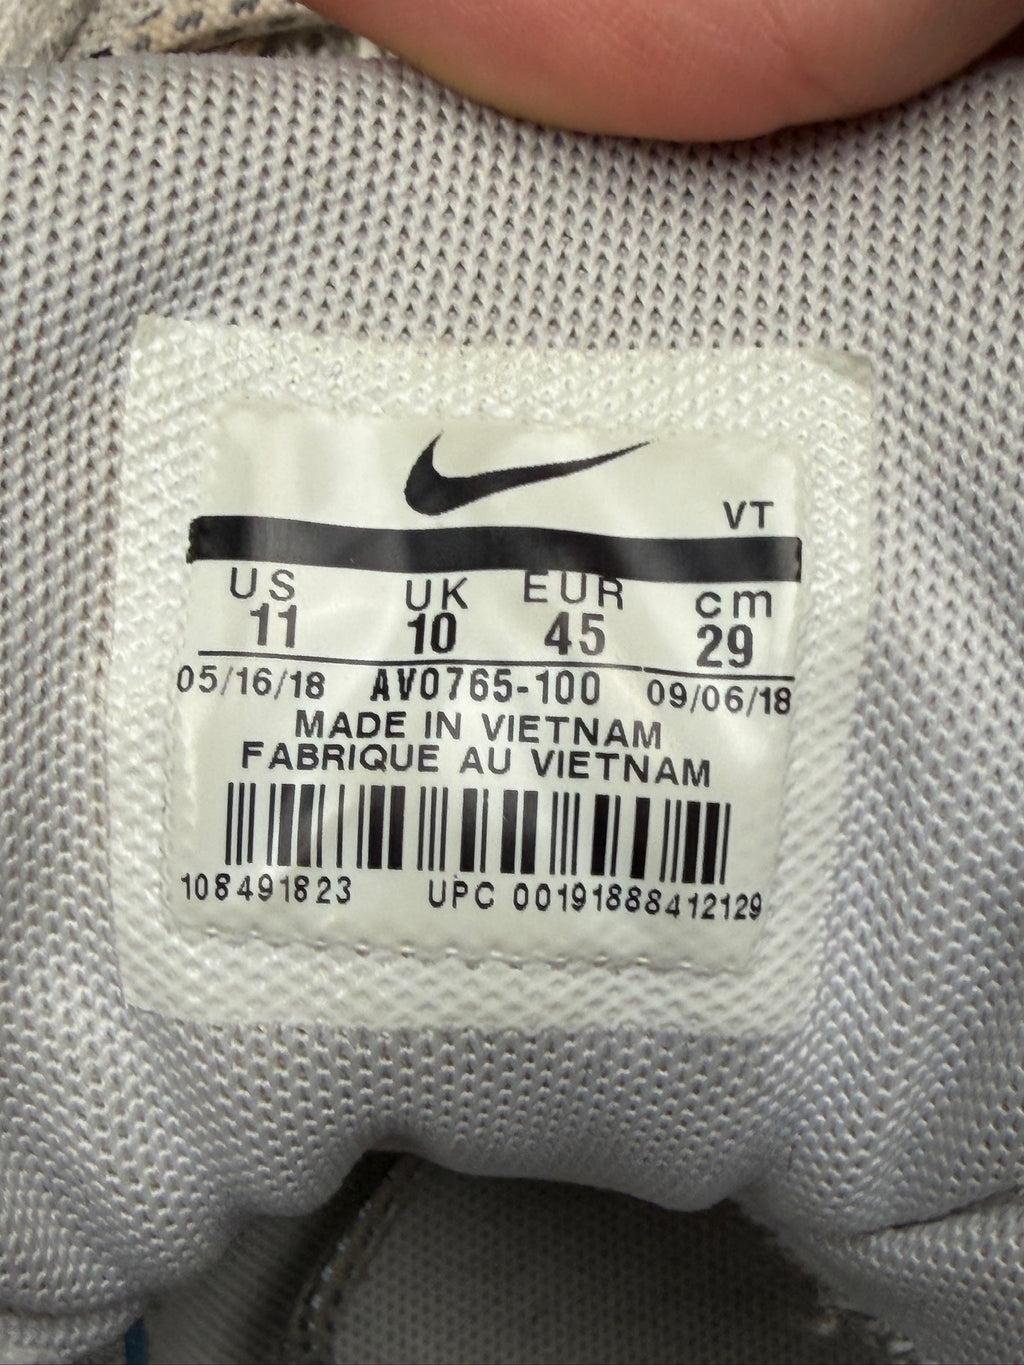 VT
US UK EUR cm
11 10 45 29
05/16/18 AV0765-100 09/06/18
MADE IN VIETNAM
FABRIQUE AU VIETNAM
108491823 UPC 00191888412129